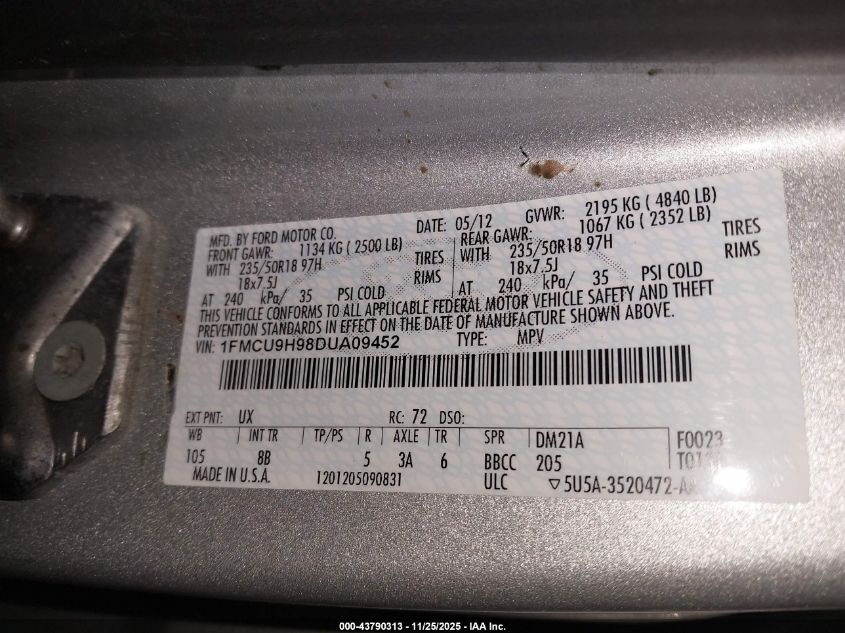 MFD. BY FORD MOTOR CO. DATE: 05/12 GVWR: 2195 KG ( 4840 LB)
FRONT GAWR: 1134 KG ( 2500 LB) REAR GAWR: 1067 KG ( 2352 LB)
WITH 235/50R18 97H TIRES WITH 235/50R18 97H TIRES
18x7.5J RIMS 18x7.5J RIMS
AT 240 kPa/ 35 PSI COLD AT 240 kPa/ 35 PSI COLD
THIS VEHICLE CONFORMS TO ALL APPLICABLE FEDERAL MOTOR VEHICLE SAFETY AND THEFT
PREVENTION STANDARDS IN EFFECT ON THE DATE OF MANUFACTURE SHOWN ABOVE.
VIN: 1FMCU9H98DUA09452 TYPE: MPV
EXT PNT: UX RC: 72 DSO:
WB INT TR TP/PS R AXLE TR SPR DM21A F0023
105 8B 5 3A 6 BBCC 205
MADE IN U.S.A. 1201205090831 ULC ▽5U5A-3520472-
000-43790313 - 11/25/2025 - IAA Inc.